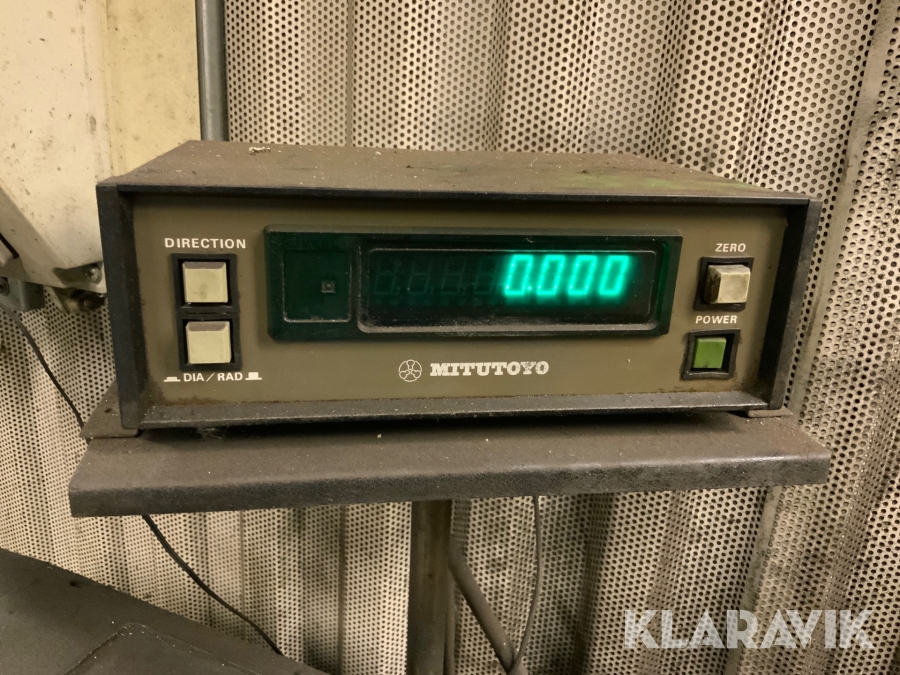 DIRECTION
0.000
ZERO
POWER
DIA/RAD
MITUTOYO
KLARAVIK